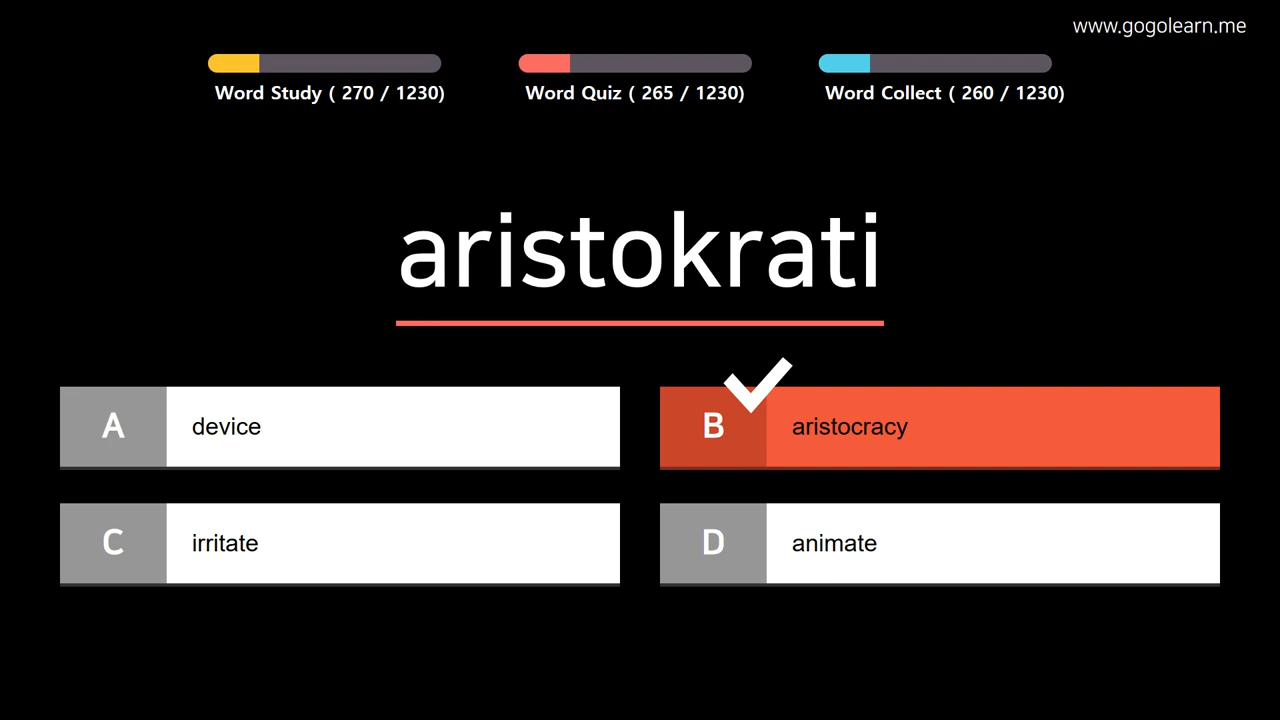 www.gogolearn.me
Word Study ( 270 / 1230)
Word Quiz ( 265 / 1230)
Word Collect ( 260 / 1230)
aristokrati
A device
B aristocracy
C irritate
D animate